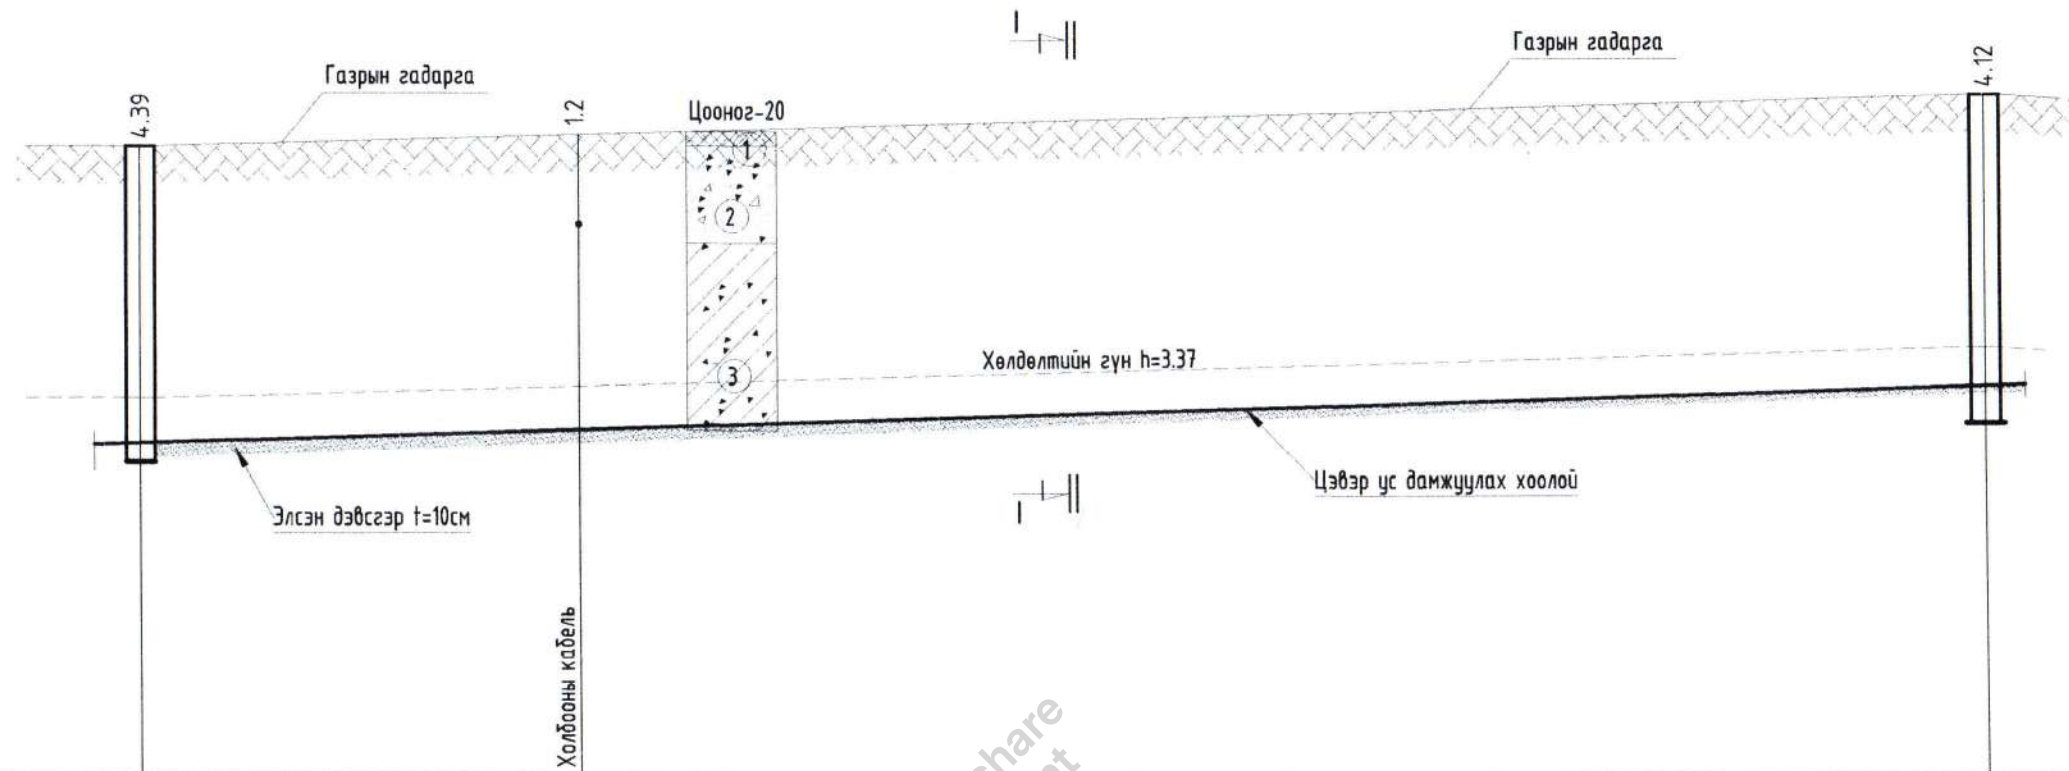 I
Газрын гадарга
4.12
Газрын гадарга
4.39
1.2
Цооног-20
1
2
3
Хөлдөлтийн гүн h=3.37
Цэвэр ус дамжуулах хоолой
Элсэн дэвсгэр t=10см
I
Холбооны кабель
share